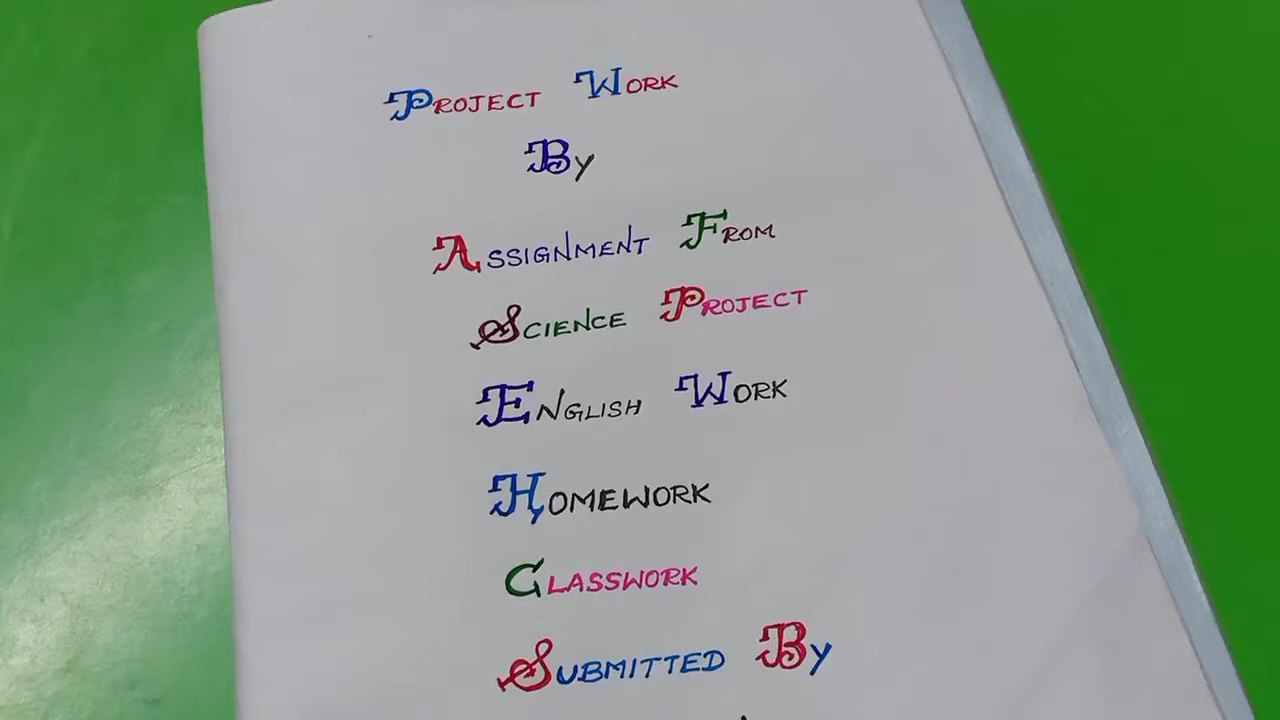 Project Work
By
Assignment From
Science Project
English Work
Homework
Classwork
Submitted By